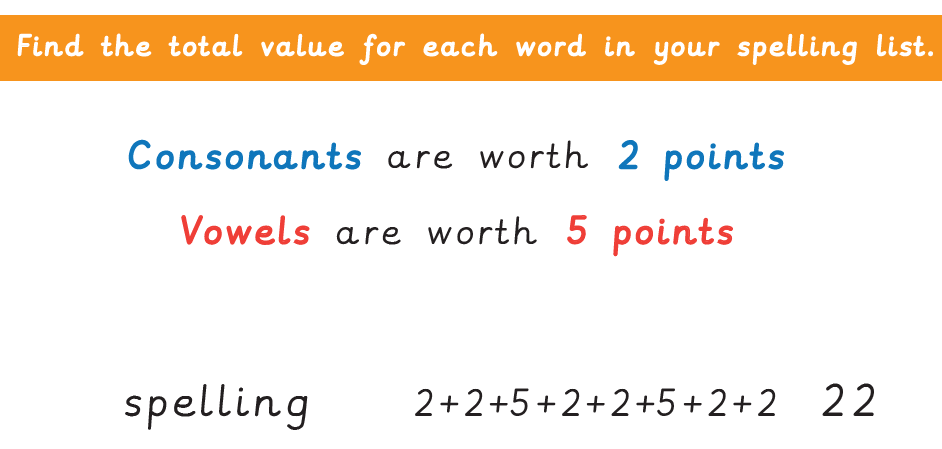 Find the total value for each word in your spelling list.
Consonants are worth 2 points
Vowels are worth 5 points
spelling 2+2+5+2+2+5+2+2 22